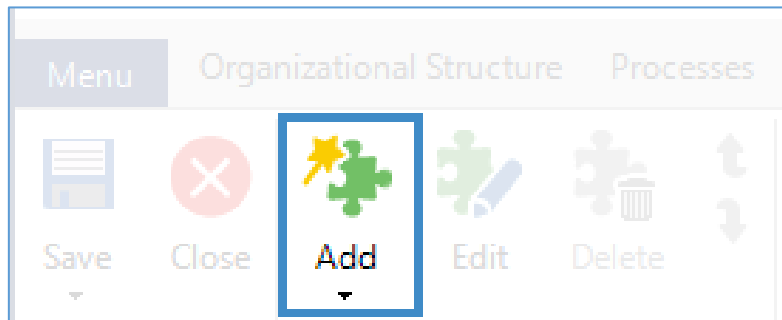 Menu Organizational Structure Processes
Save Close Add Edit Delete